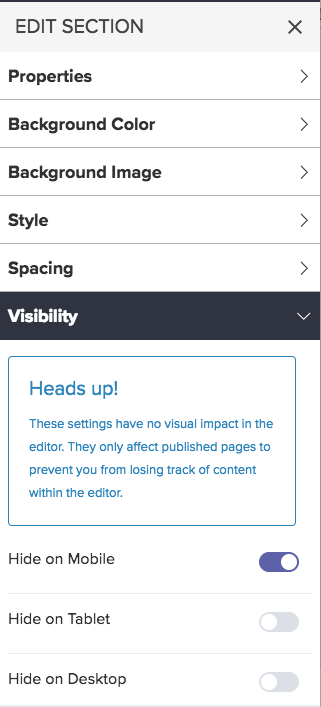 EDIT SECTION
Properties
Background Color
Background Image
Style
Spacing
Visibility
Heads up!
These settings have no visual impact in the
editor. They only affect published pages to
prevent you from losing track of content
within the editor.
Hide on Mobile
Hide on Tablet
Hide on Desktop